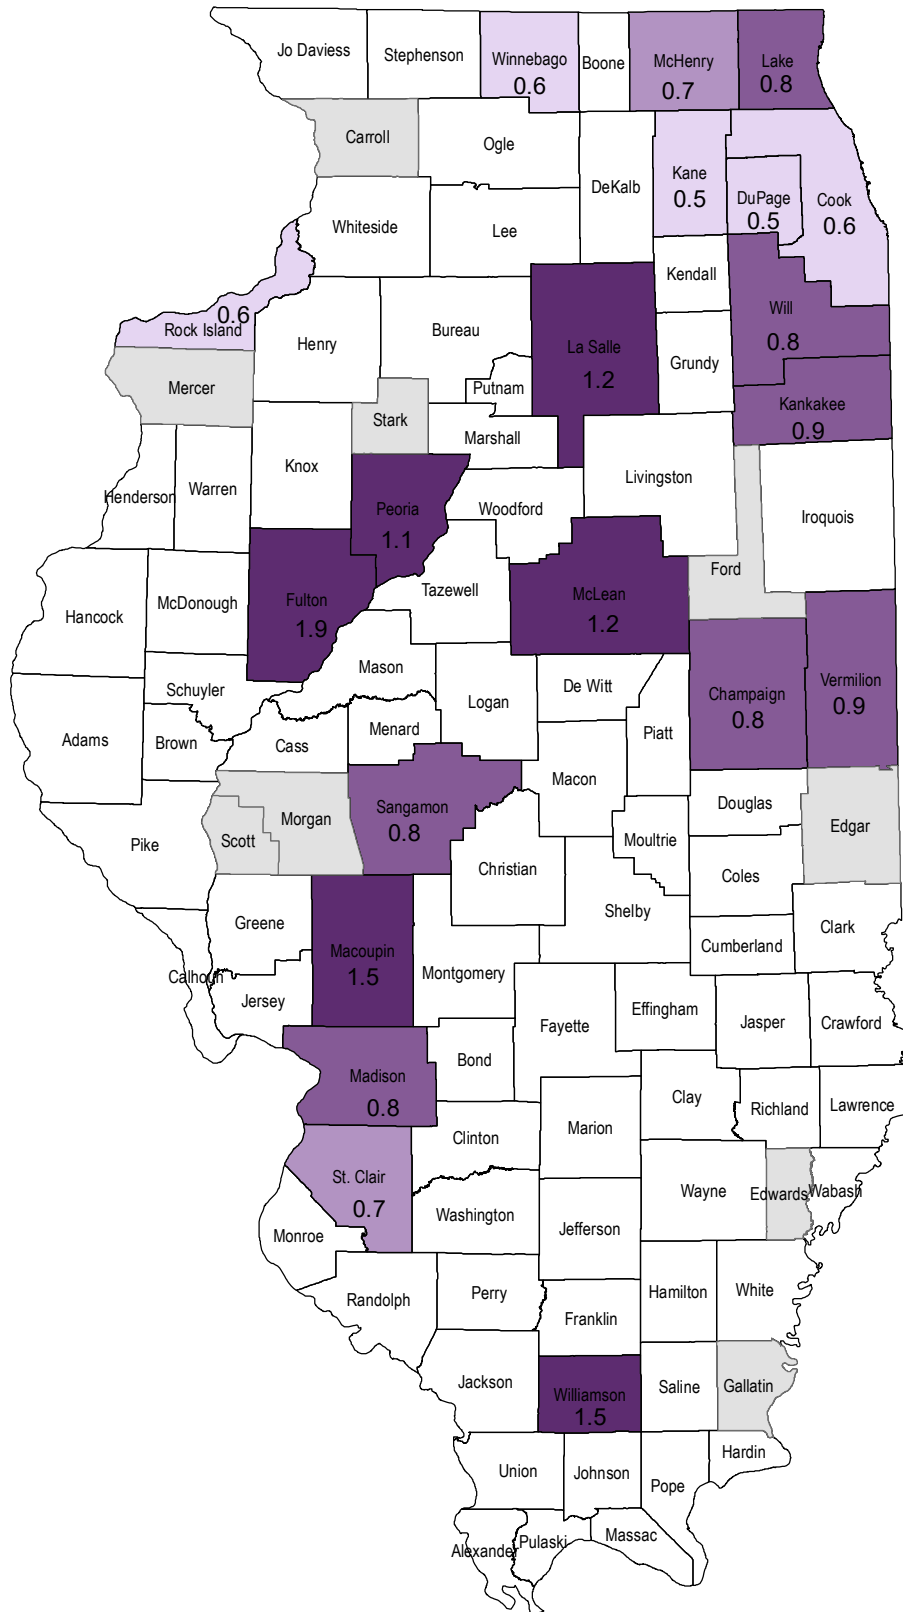 Jo Daviess
Stephenson
Winnebago
0.6
Boone
McHenry
0.7
Lake
0.8
Carroll
Ogle
DeKalb
Kane
0.5
DuPage
0.5
Cook
0.6
Whiteside
Lee
Kendall
Will
0.8
0.6
Rock Island
Henry
Bureau
Putnam
La Salle
1.2
Grundy
Kankakee
0.9
Mercer
Stark
Marshall
Knox
Livingston
Henderson
Warren
Peoria
1.1
Woodford
Iroquois
Ford
Hancock
McDonough
Fulton
1.9
Tazewell
McLean
1.2
Mason
Schuyler
Logan
De Witt
Champaign
0.8
Vermilion
0.9
Adams
Brown
Cass
Menard
Piatt
Macon
Sangamon
0.8
Douglas
Edgar
Pike
Scott
Morgan
Christian
Moultrie
Coles
Shelby
Greene
Macoupin
1.5
Montgomery
Cumberland
Clark
Calhoun
Jersey
Fayette
Effingham
Jasper
Crawford
Madison
0.8
Bond
Clay
Richland
Lawrence
Clinton
Marion
St. Clair
0.7
Washington
Wayne
Edwards
Wabash
Monroe
Jefferson
Randolph
Perry
Hamilton
White
Franklin
Jackson
Williamson
1.5
Saline
Gallatin
Union
Johnson
Pope
Hardin
Alexander
Pulaski
Massac